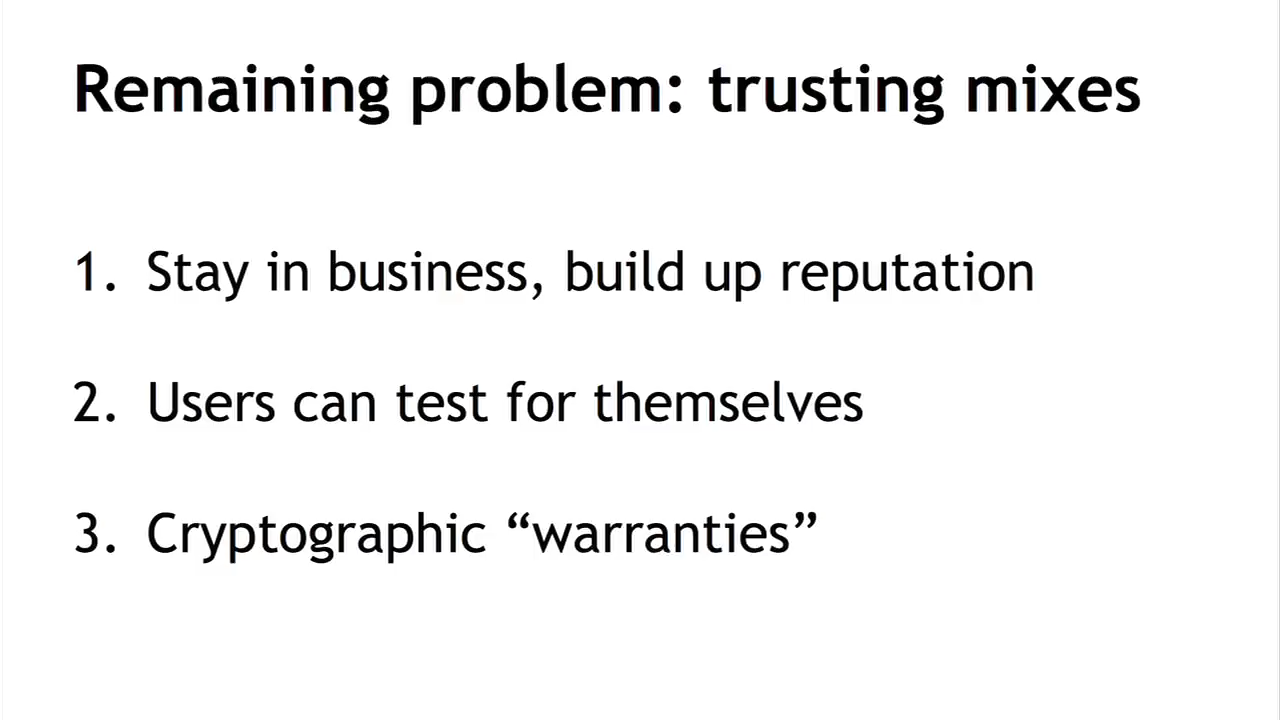 Remaining problem: trusting mixes
1. Stay in business, build up reputation
2. Users can test for themselves
3. Cryptographic “warranties”